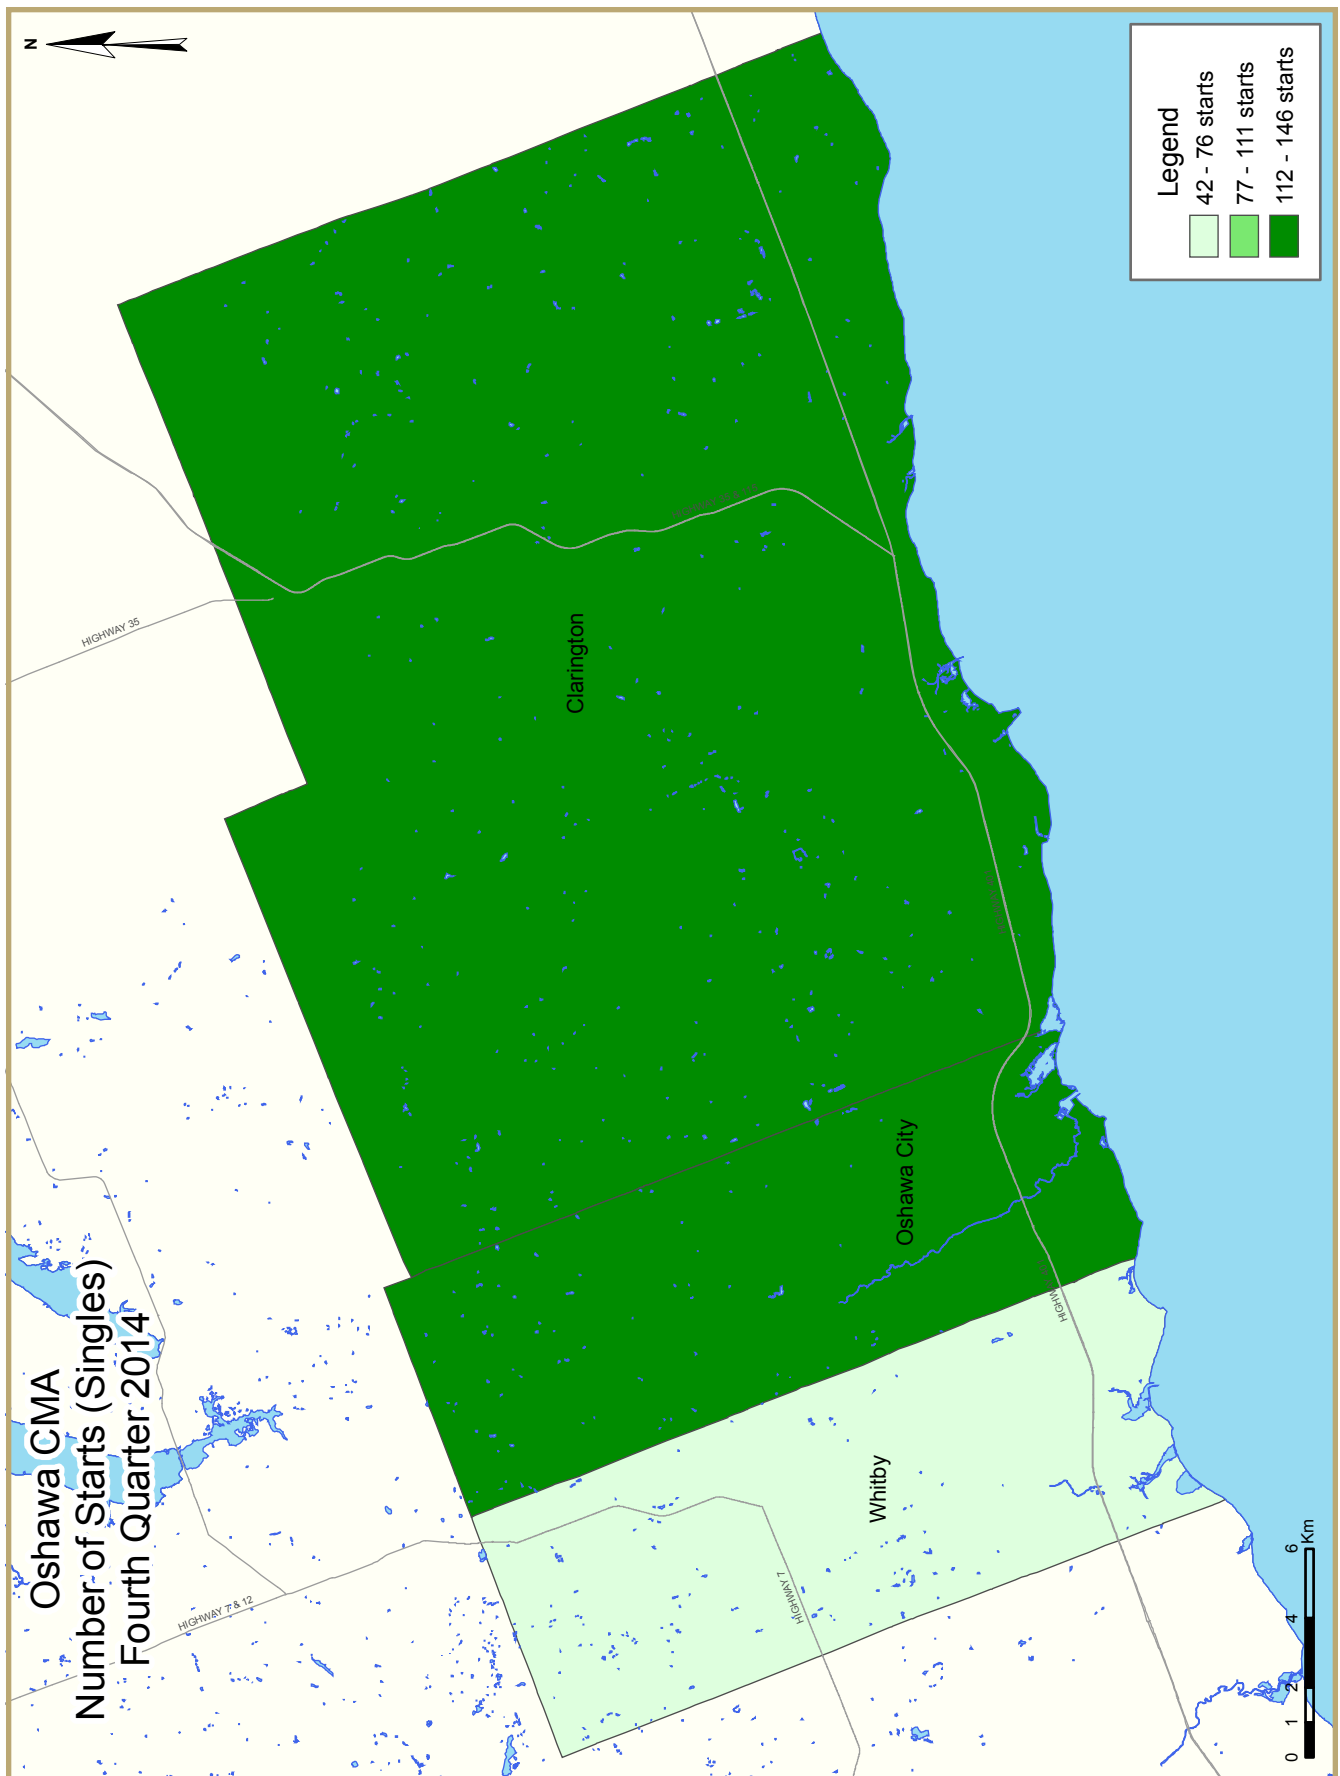 Oshawa CMA
Number of Starts (Singles)
Fourth Quarter 2014
N
HIGHWAY 7 & 12
HIGHWAY 35
HIGHWAY 7
Clarington
Oshawa City
Whitby
Legend
42 - 76 starts
77 - 111 starts
112 - 146 starts
0 1 2 4 6
Km